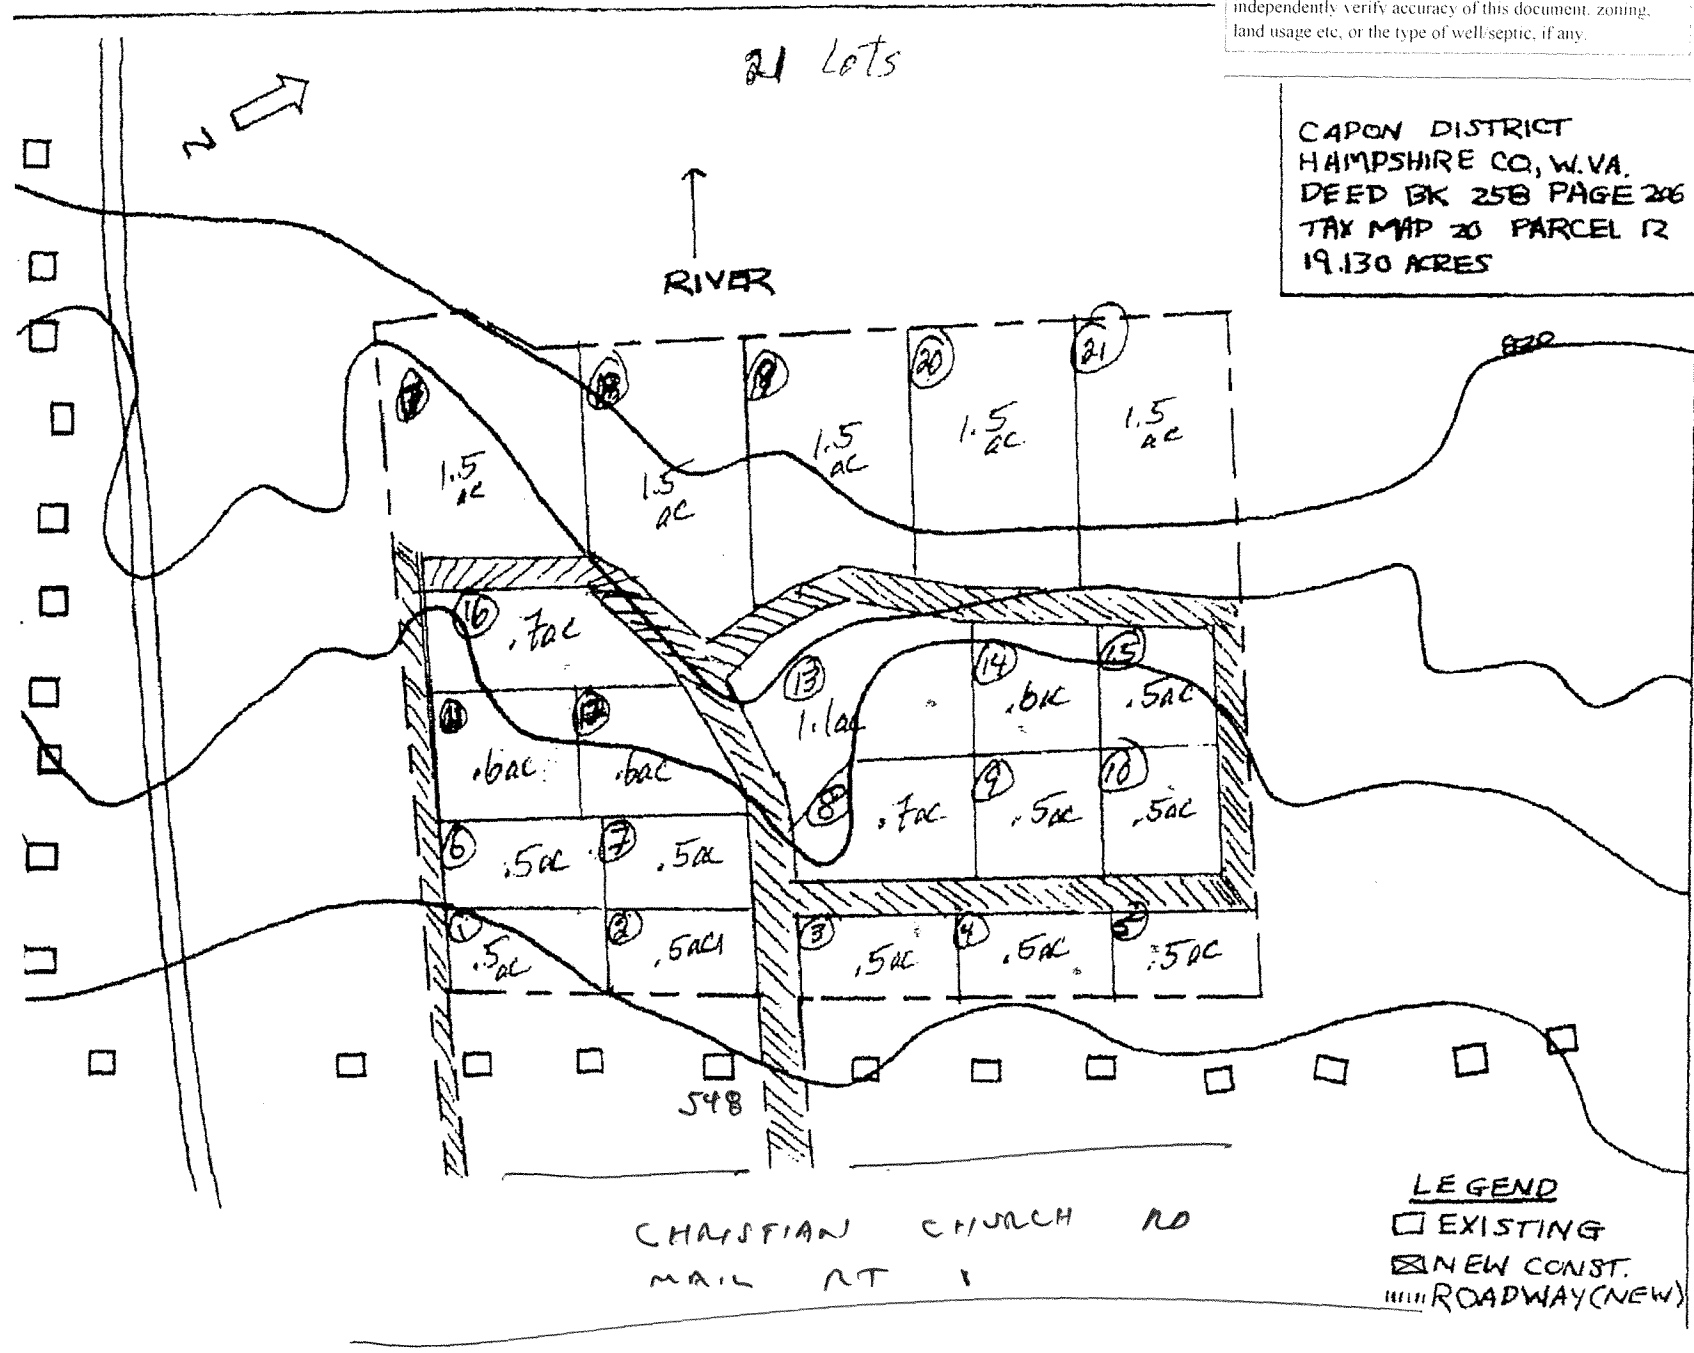 independently verify accuracy of this document, zoning,
land usage etc, or the type of well/septic, if any.
21 Lots
N
CAPON DISTRICT
HAMPSHIRE CO, W.VA.
DEED BK 258 PAGE 206
TAX MAP 20 PARCEL 12
19.130 ACRES
RIVER
820
17
18
19
20
21
1.5
ac
1.5
ac
1.5
ac
1.5
ac
1.5
ac
16
.7ac
13
1.1ac
14
.6ac
15
.5ac
11
.6ac
12
.6ac
8
.7ac
9
.5ac
10
.5ac
6
.5ac
7
.5ac
1
.5
ac
2
.5ac
3
.5ac
4
.5ac
5
.5ac
548
CHRISTIAN CHURCH RD
MAIL RT 1
LEGEND
EXISTING
NEW CONST.
ROADWAY(NEW)